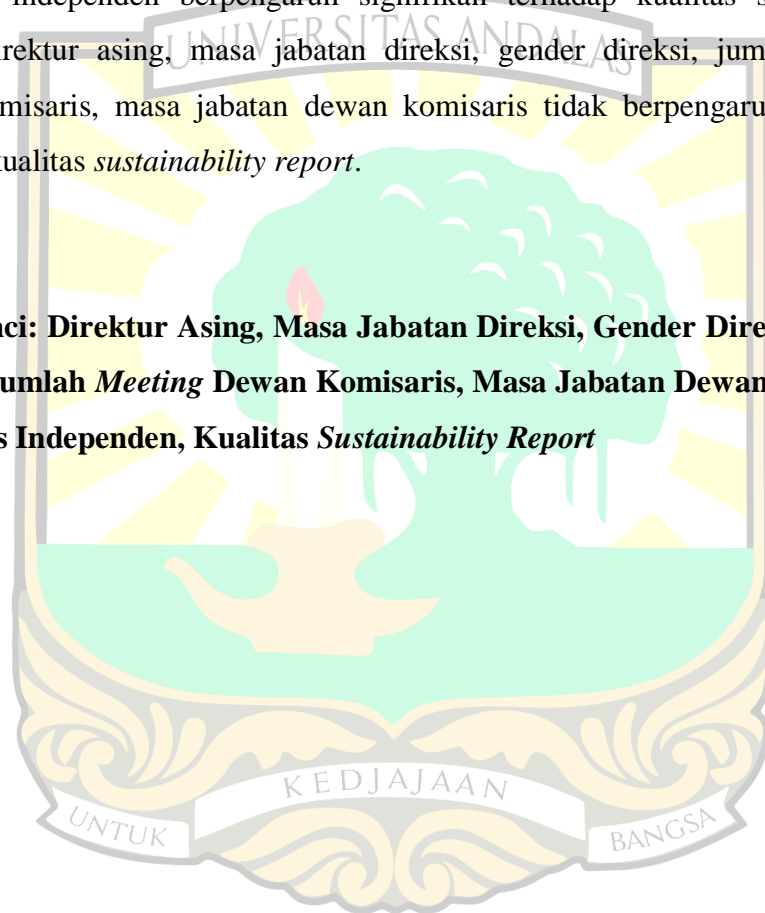 independen berpengaruh signifikan terhadap kualitas s
irektur asing, masa jabatan direksi, gender direksi, jum
misaris, masa jabatan dewan komisaris tidak berpengaru
kualitas sustainability report.
UNIVERSITAS ANDALAS
nci: Direktur Asing, Masa Jabatan Direksi, Gender Dire
umlah Meeting Dewan Komisaris, Masa Jabatan Dewan
s Independen, Kualitas Sustainability Report
KEDJAJAAN
UNTUK
BANGSA